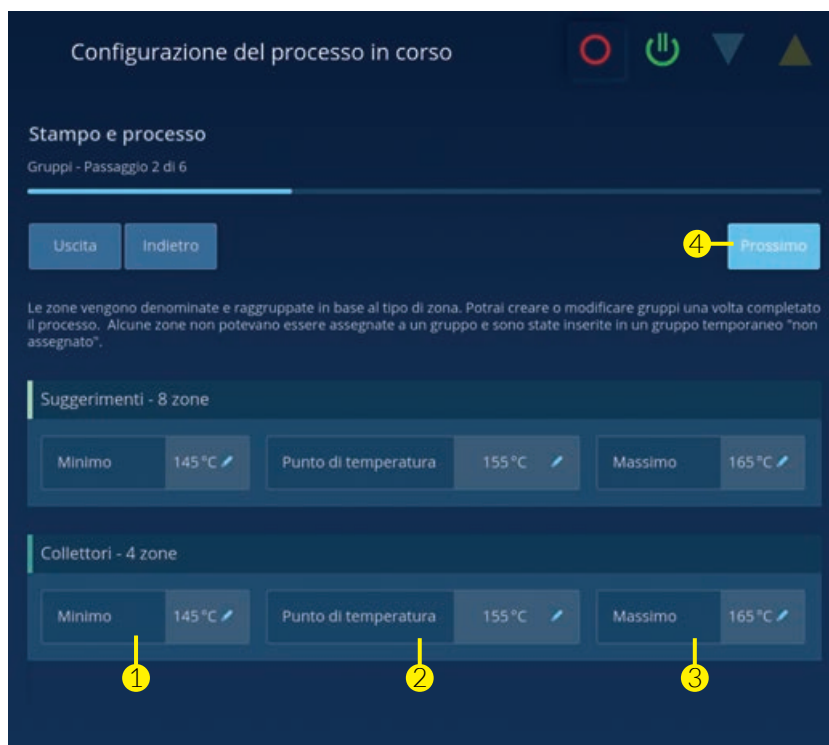 Configurazione del processo in corso
Stampo e processo
Gruppi - Passaggio 2 di 6
Uscita Indietro 4 Prossimo
Le zone vengono denominate e raggruppate in base al tipo di zona. Potrai creare o modificare gruppi una volta completato
il processo. Alcune zone non potevano essere assegnate a un gruppo e sono state inserite in un gruppo temporaneo "non
assegnato".
Suggerimenti - 8 zone
Minimo 145 °C Punto di temperatura 155 °C Massimo 165 °C
Collettori - 4 zone
Minimo 145 °C Punto di temperatura 155 °C Massimo 165 °C
1 2 3